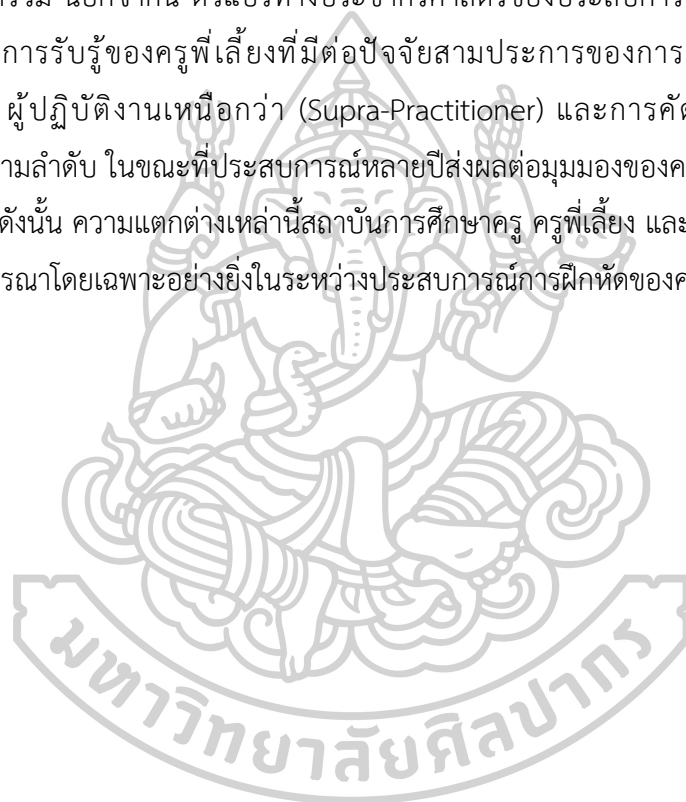 นอกจากนี้ ตัวแปรทางประชากรศาสตร์ของประสบการ
การรับรู้ของครูพี่เลี้ยงที่มีต่อปัจจัยสามประการของการ
ผู้ปฏิบัติงานเหนือกว่า (Supra-Practitioner) และการคัด
ามลำดับ ในขณะที่ประสบการณ์หลายปีส่งผลต่อมุมมองของค
ดังนั้น ความแตกต่างเหล่านี้สถาบันการศึกษาครู ครูพี่เลี้ยง และ
รณาโดยเฉพาะอย่างยิ่งในระหว่างประสบการณ์การฝึกหัดของค
มหาวิทยาลัยศิลปากร